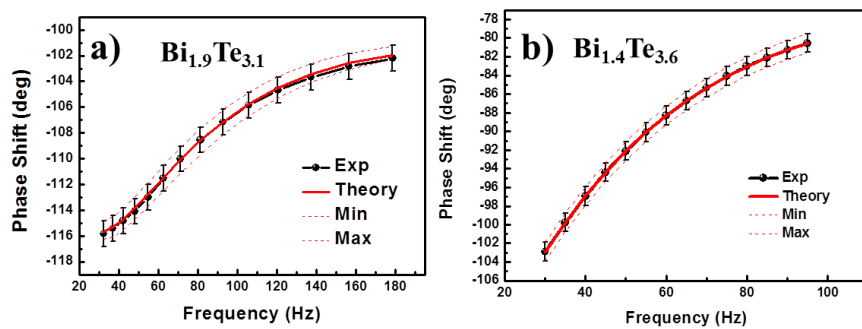 a) Bi1.9Te3.1
-100
-102
-104
-106
-108
-110
-112
-114
-116
-118
Phase Shift (deg)
Exp
Theory
Min
Max
20 40 60 80 100 120 140 160 180
Frequency (Hz)
b) Bi1.4Te3.6
-78
-80
-82
-84
-86
-88
-90
-92
-94
-96
-98
-100
-102
-104
-106
Phase Shift (deg)
Exp
Theory
Min
Max
20 40 60 80 100
Frequency (Hz)